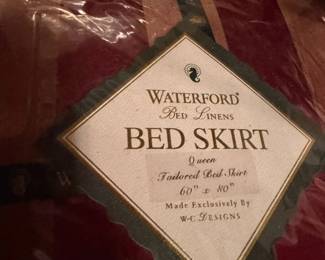 WATERFORD®
BED LINENS
BED SKIRT
Queen
Tailored Bed Skirt
60" x 80"
Made Exclusively By
W-C DESIGNS